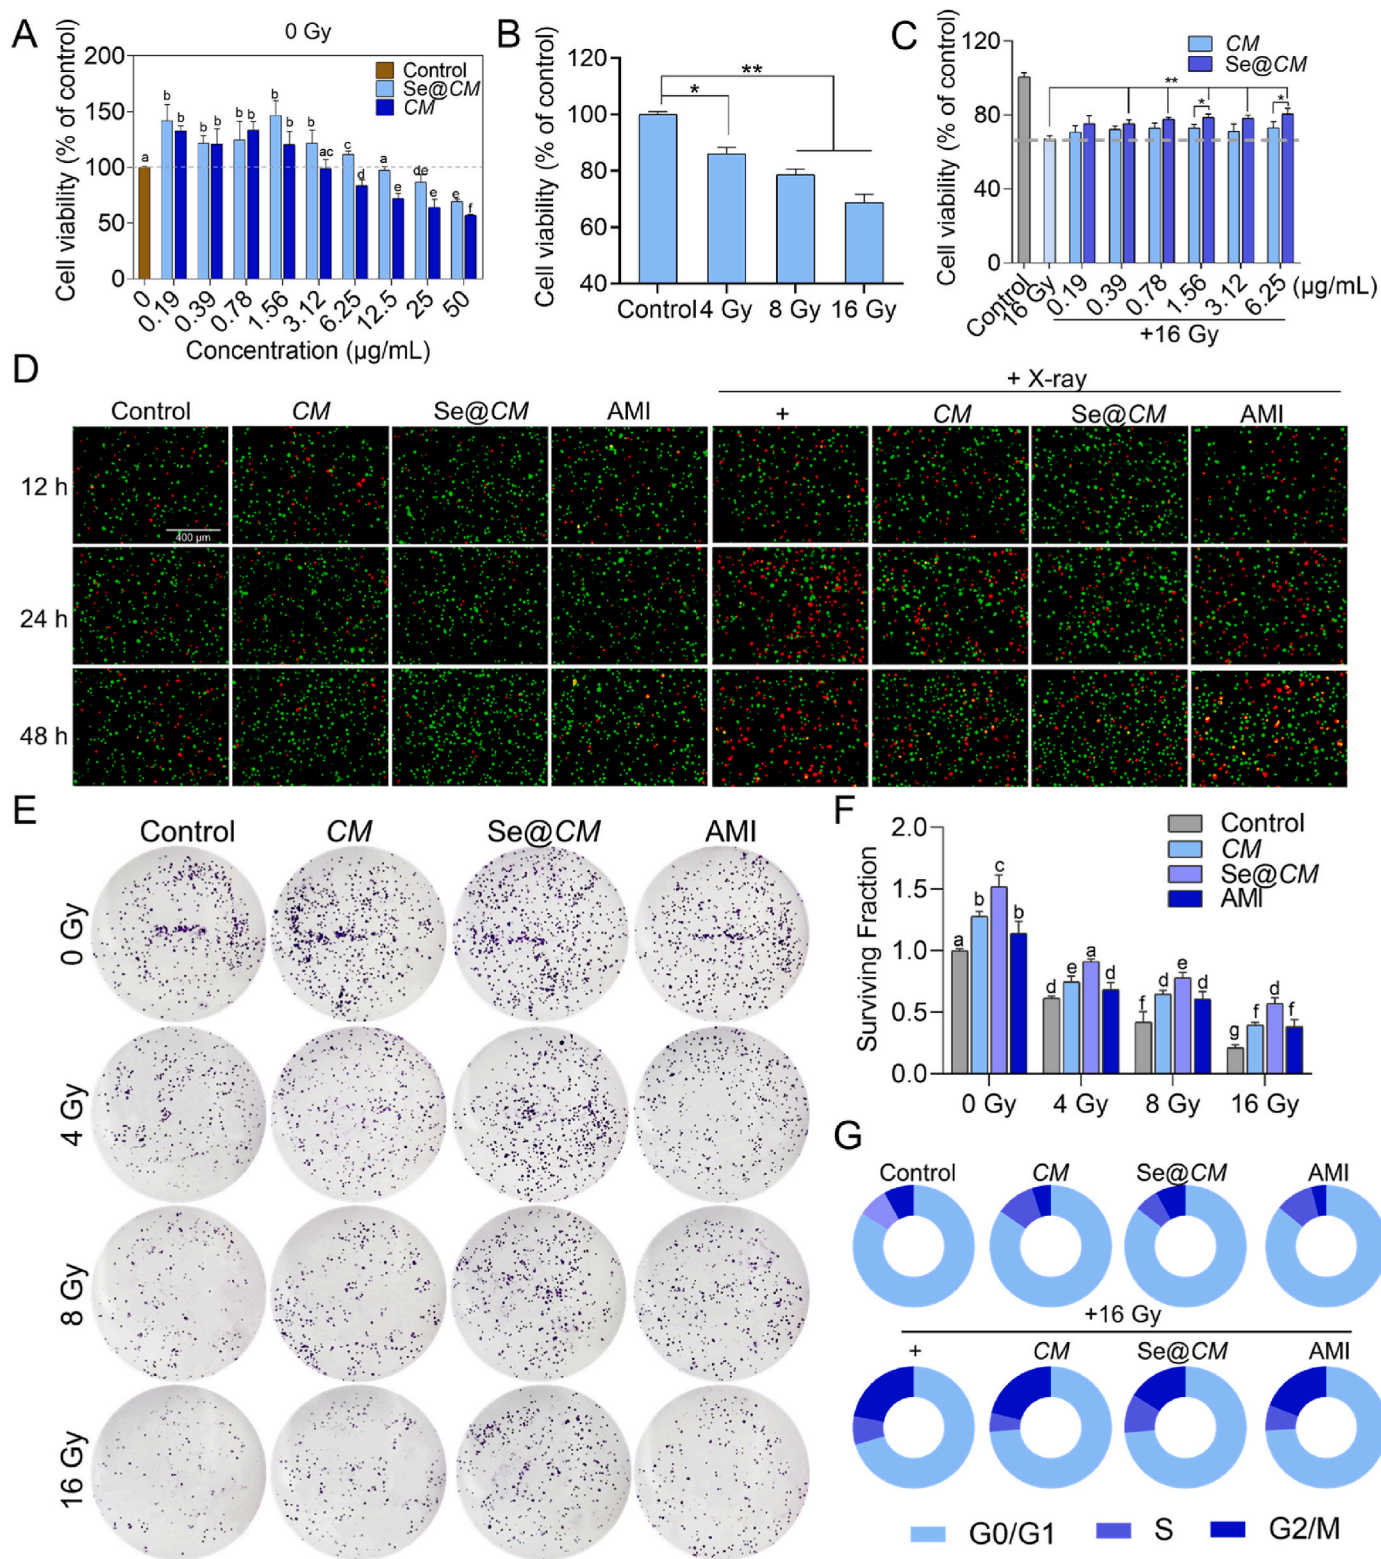 A
0 Gy
Cell viability (% of control)
200
150
100
50
0
Control
Se@CM
CM
a
b b
b b
b b
b b
b ac
c d
a e
de e
e f
0 0.19 0.39 0.78 1.56 3.12 6.25 12.5 25 50
Concentration (µg/mL)
B
Cell viability (% of control)
120
100
80
60
40
*
**
Control 4 Gy 8 Gy 16 Gy
C
Cell viability (% of control)
120
80
40
0
CM
Se@CM
**
*
*
Control 16 Gy 0.19 0.39 0.78 1.56 3.12 6.25 (µg/mL)
+16 Gy
D
+ X-ray
Control CM Se@CM AMI + CM Se@CM AMI
12 h
400 µm
24 h
48 h
E
Control CM Se@CM AMI
0 Gy
4 Gy
8 Gy
16 Gy
F
Surviving Fraction
2.0
1.5
1.0
0.5
0.0
Control
CM
Se@CM
AMI
a b c b
d e a d
f d e d
g f d f
0 Gy 4 Gy 8 Gy 16 Gy
G
Control CM Se@CM AMI
+16 Gy
+ CM Se@CM AMI
G0/G1 S G2/M